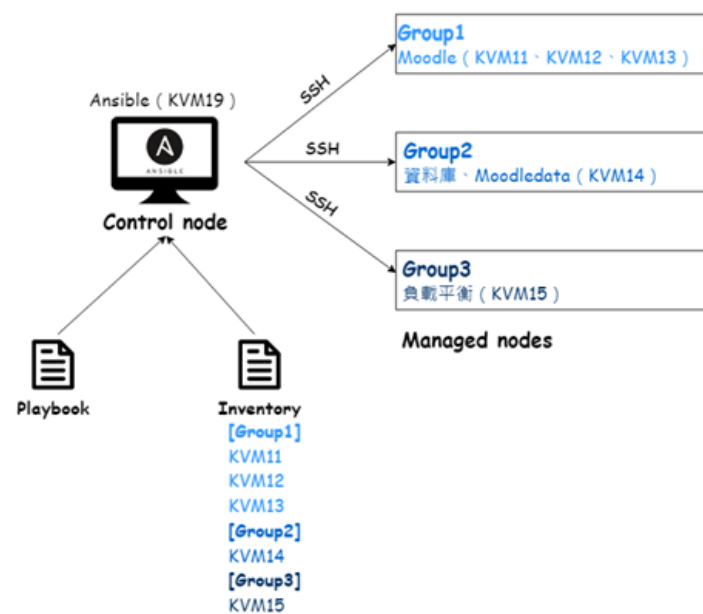 Group1
Moodle ( KVM11、KVM12、KVM13 )
SSH
Ansible ( KVM19 )
ANSIBLE
SSH
Group2
資料庫、Moodledata ( KVM14 )
Control node
SSH
Group3
負載平衡 ( KVM15 )
Managed nodes
Playbook
Inventory
[Group1]
KVM11
KVM12
KVM13
[Group2]
KVM14
[Group3]
KVM15